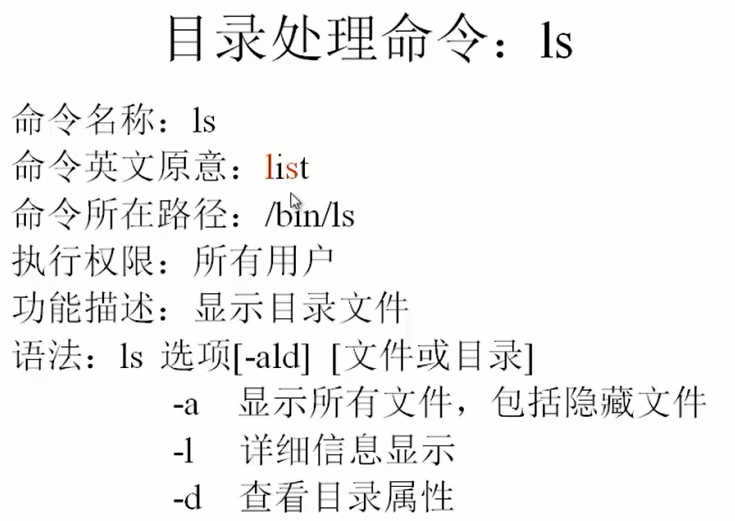 目录处理命令：ls
命令名称：ls
命令英文原意：list
命令所在路径：/bin/ls
执行权限：所有用户
功能描述：显示目录文件
语法：ls 选项[-ald] [文件或目录]
-a 显示所有文件，包括隐藏文件
-l 详细信息显示
-d 查看目录属性